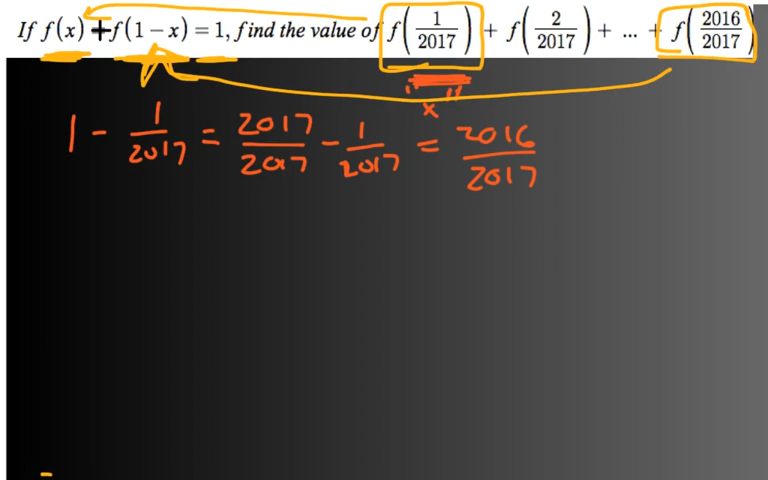 If f(x) + f(1 − x) = 1, find the value of f(1/2017) + f(2/2017) + ... + f(2016/2017)
" x "
1 − 1/2017 = 2017/2017 − 1/2017 = 2016/2017